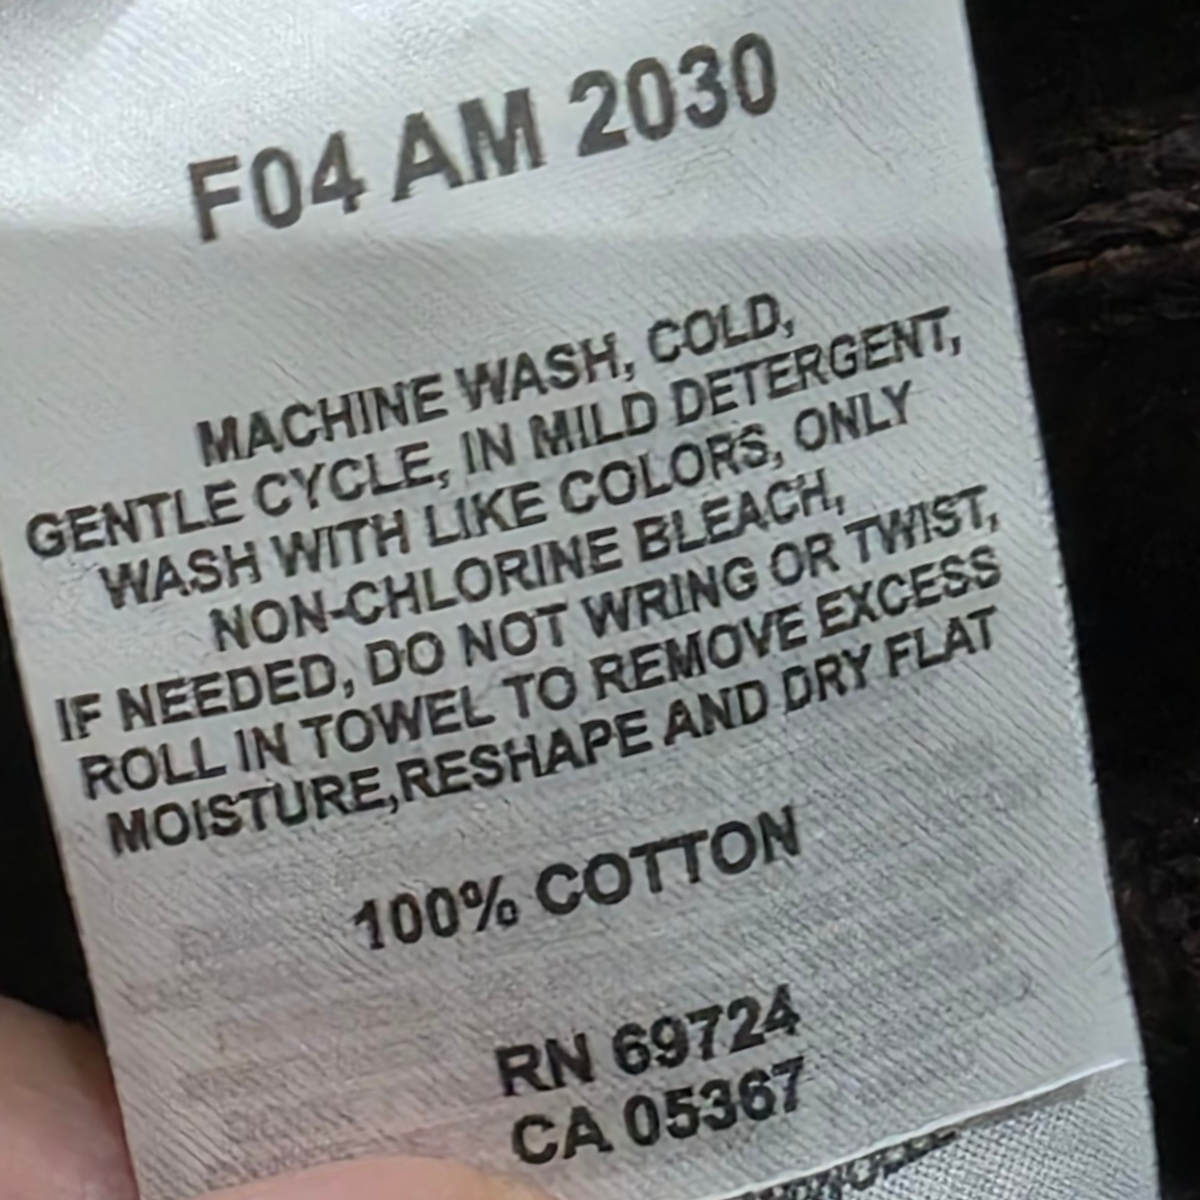 F04 AM 2030
MACHINE WASH, COLD,
GENTLE CYCLE, IN MILD DETERGENT,
WASH WITH LIKE COLORS, ONLY
NON-CHLORINE BLEACH,
IF NEEDED, DO NOT WRING OR TWIST,
ROLL IN TOWEL TO REMOVE EXCESS
MOISTURE,RESHAPE AND DRY FLAT
100% COTTON
RN 69724
CA 05367